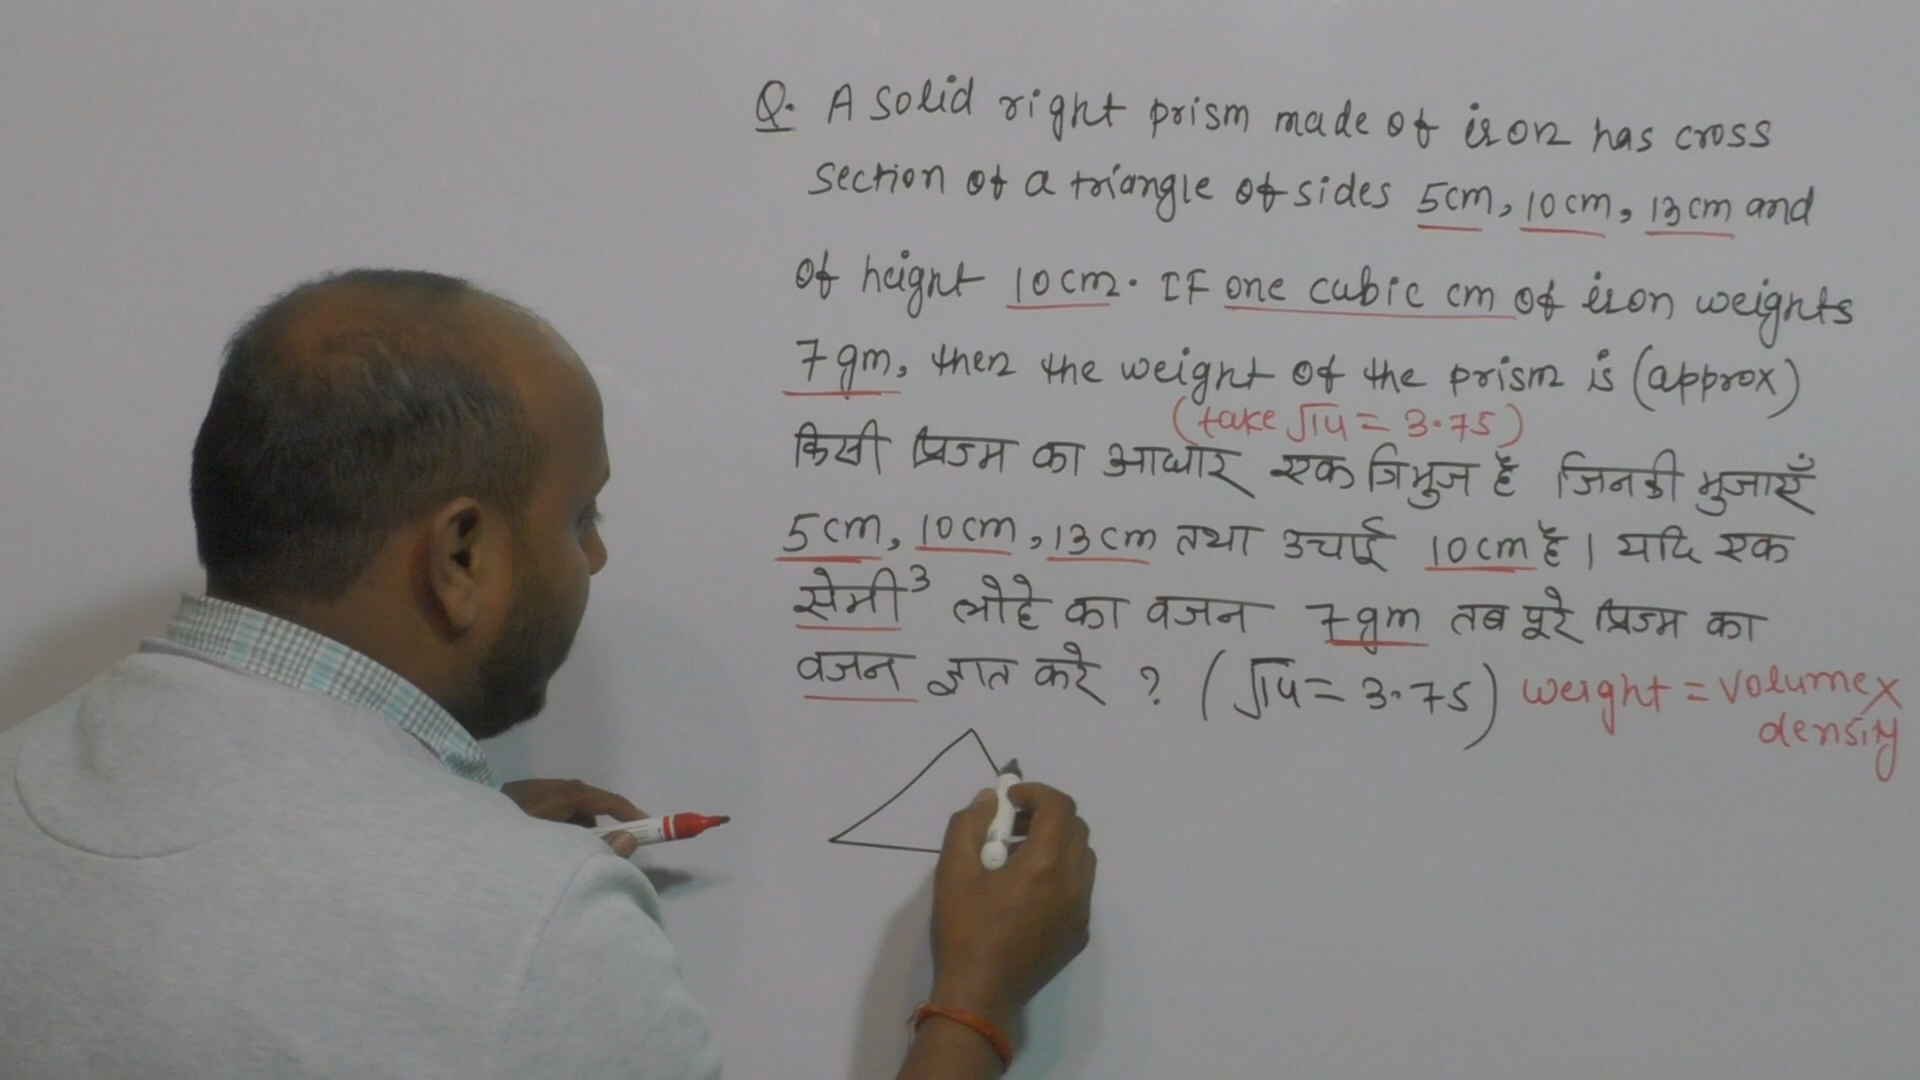 Q. A solid right prism made of iron has cross
section of a triangle of sides 5cm, 10cm, 13cm and
of height 10cm. IF one cubic cm of iron weights
7gm, then the weight of the prism is (approx)
(take √14 = 3.75)
किसी प्रिज्म का आधार एक त्रिभुज है जिनकी भुजाएँ
5cm, 10cm, 13cm तथा उचाई 10cm है। यदि एक
सेमी³ लोहे का वजन 7gm तब पूरे प्रिज्म का
वजन ज्ञात करे ? (√14 = 3.75) weight = volume x
density